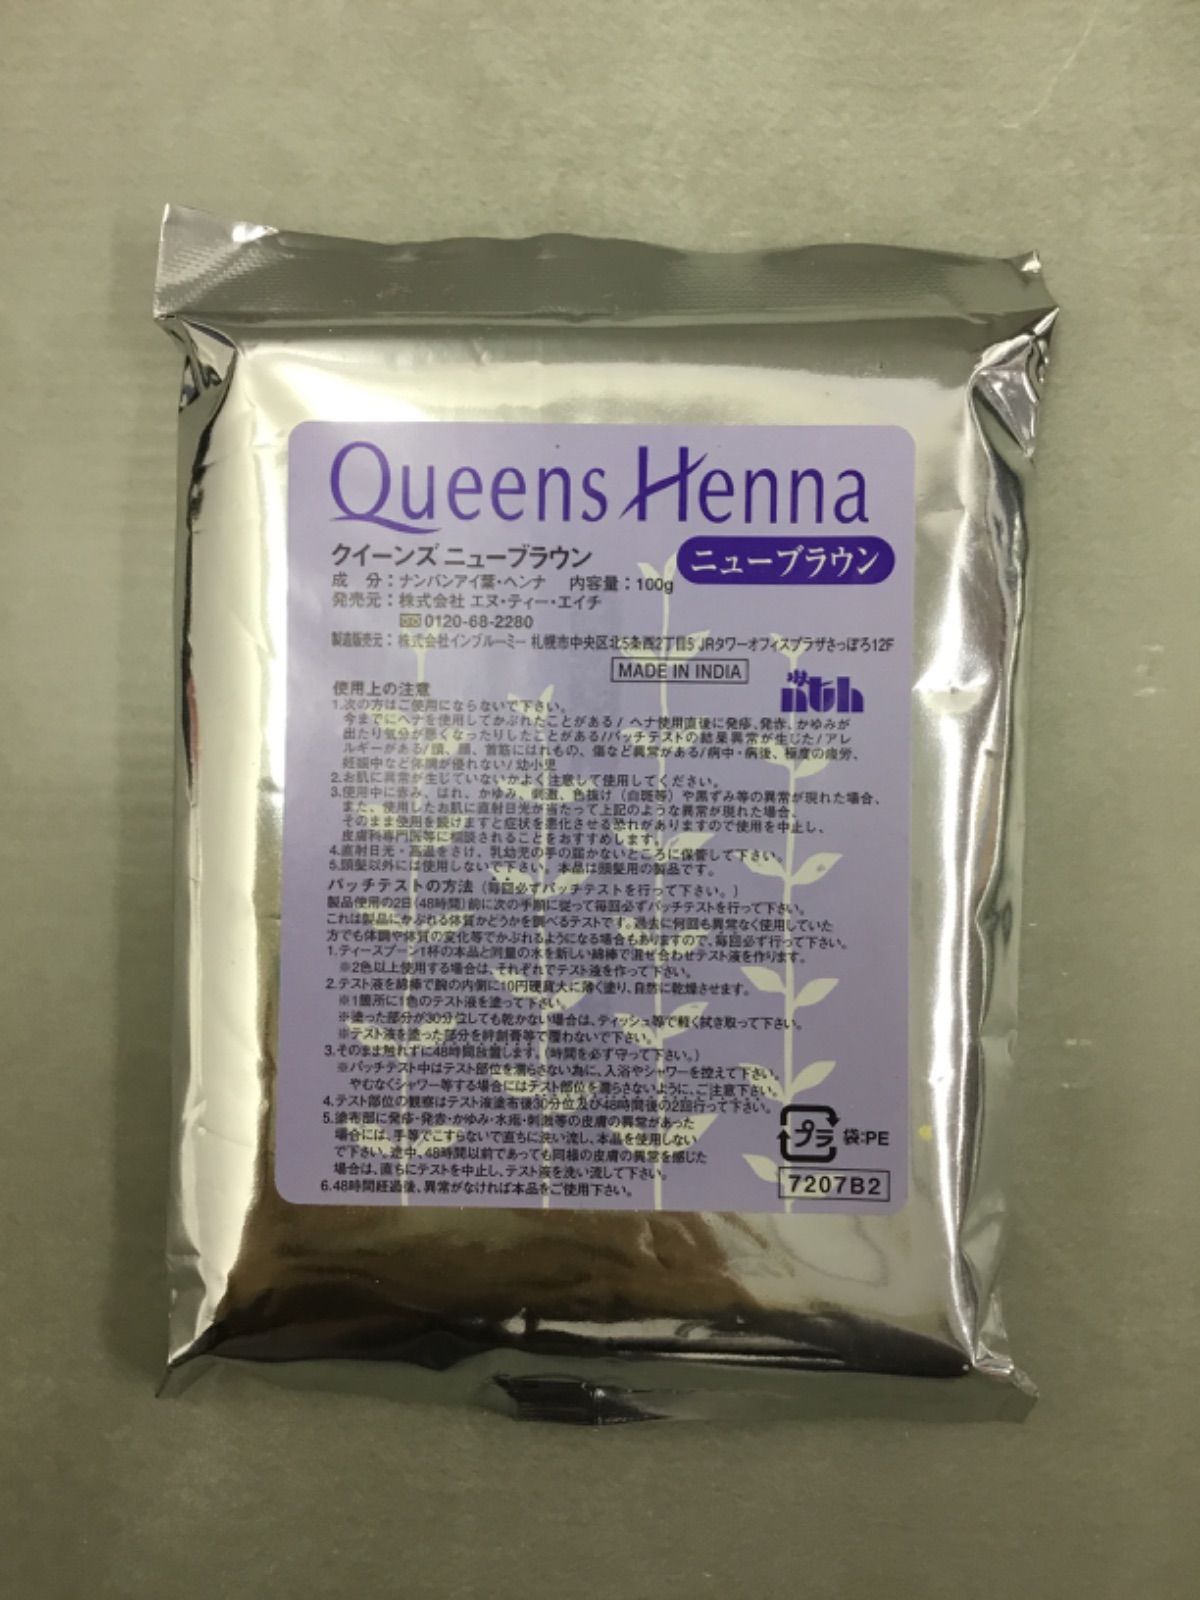 Queens Henna
クイーンズ ニューブラウン
ニューブラウン
成　分：ナンバンアイ葉・ヘンナ　内容量：100g
発売元：株式会社 エヌ・ティー・エイチ
0120-68-2280
製造販売元：株式会社インブルーミー 札幌市中央区北5条西2丁目5 JRタワーオフィスプラザさっぽろ12F
MADE IN INDIA
nth
使用上の注意
1.次の方はご使用にならないで下さい。
今までにヘナを使用してかぶれたことがある/ ヘナ使用直後に発疹、発赤、かゆみが
出たり気分が悪くなったりしたことがある/パッチテストの結果異常が生じた/アレ
ルギーがある/頭、顔、首筋にはれもの、傷など異常がある/病中・病後、極度の疲労、
妊娠中など体調が優れない/ 幼小児
2.お肌に異常が生じていないかよく注意して使用してください。
3.使用中に赤み、はれ、かゆみ、刺激、色抜け（白斑等）や黒ずみ等の異常が現れた場合、
また、使用したお肌に直射日光が当たって上記のような異常が現れた場合、
そのまま使用を続けますと症状を悪化させる恐れがありますので使用を中止し、
皮膚科専門医等に相談されることをおすすめします。
4.直射日光・高温をさけ、乳幼児の手の届かないところに保管して下さい。
5.頭髪以外には使用しないで下さい。本品は頭髪用の製品です。
パッチテストの方法（毎回必ずパッチテストを行って下さい。）
製品使用の2日(48時間)前に次の手順に従って毎回必ずパッチテストを行って下さい。
これは製品にかぶれる体質かどうかを調べるテストです。過去に何回も異常なく使用していた
方でも体調や体質の変化等でかぶれるようになる場合もありますので、毎回必ず行って下さい。
1.ティースプーン1杯の本品と同量の水を新しい綿棒で混ぜ合わせテスト液を作ります。
※2色以上使用する場合は、それぞれでテスト液を作って下さい。
2.テスト液を綿棒で腕の内側に10円硬貨大に薄く塗り、自然に乾燥させます。
※1箇所に1色のテスト液を塗って下さい。
※塗った部分が30分位しても乾かない場合は、ティッシュ等で軽く拭き取って下さい。
※テスト液を塗った部分を絆創膏等で覆わないで下さい。
3.そのまま触れずに48時間放置します。(時間を必ず守って下さい。)
※パッチテスト中はテスト部位を濡らさない為に、入浴やシャワーを控えて下さい。
やむなくシャワー等する場合にはテスト部位を濡らさないように、ご注意下さい。
4.テスト部位の観察はテスト液塗布後30分位及び48時間後の2回行って下さい。
5.塗布部に発疹・発赤・かゆみ・水疱・刺激等の皮膚の異常があった
場合には、手等でこすらないで直ちに洗い流し、本品を使用しない
で下さい。途中、48時間以前であっても同様の皮膚の異常を感じた
場合は、直ちにテストを中止し、テスト液を洗い流して下さい。
6.48時間経過後、異常がなければ本品をご使用下さい。
プラ 袋:PE
7207B2